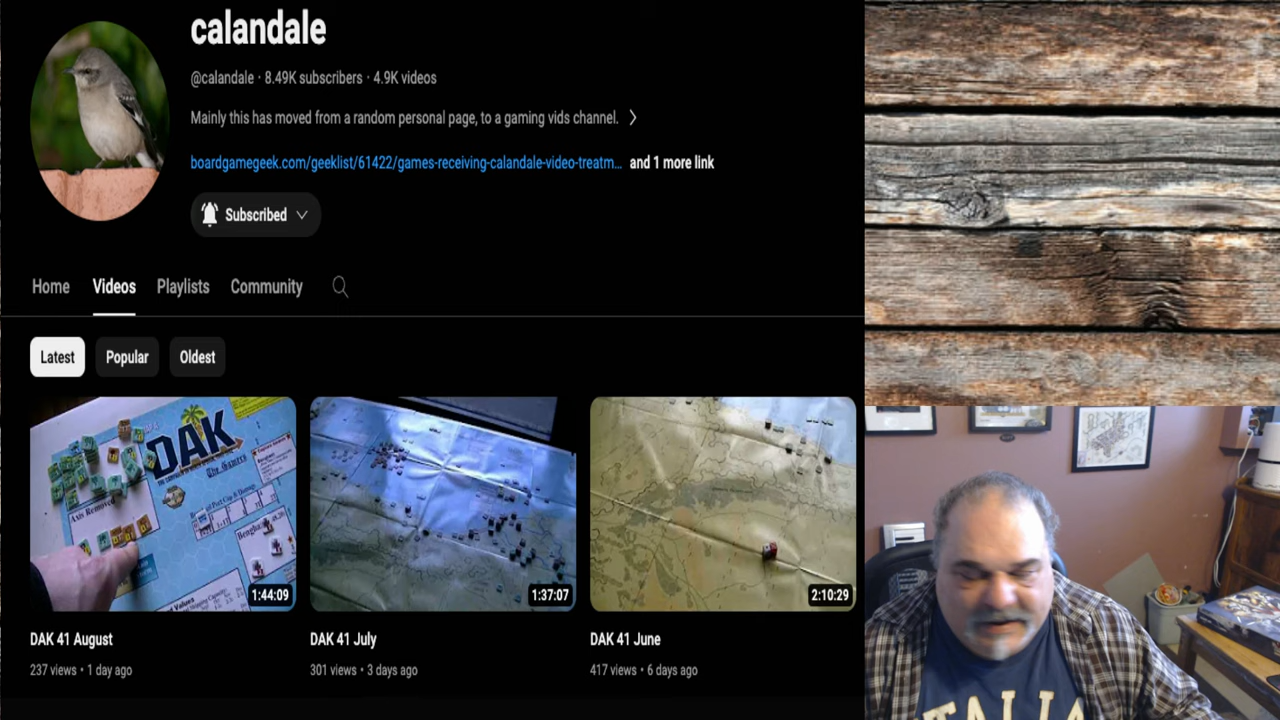 calandale
@calandale · 8.49K subscribers · 4.9K videos
Mainly this has moved from a random personal page, to a gaming vids channel.
boardgamegeek.com/geeklist/61422/games-receiving-calandale-video-treatm... and 1 more link
Subscribed
Home Videos Playlists Community
Latest Popular Oldest
DAK
The Gamers
1:44:09
1:37:07
2:10:29
DAK 41 August
DAK 41 July
DAK 41 June
237 views • 1 day ago
301 views • 3 days ago
417 views • 6 days ago
ITALIA